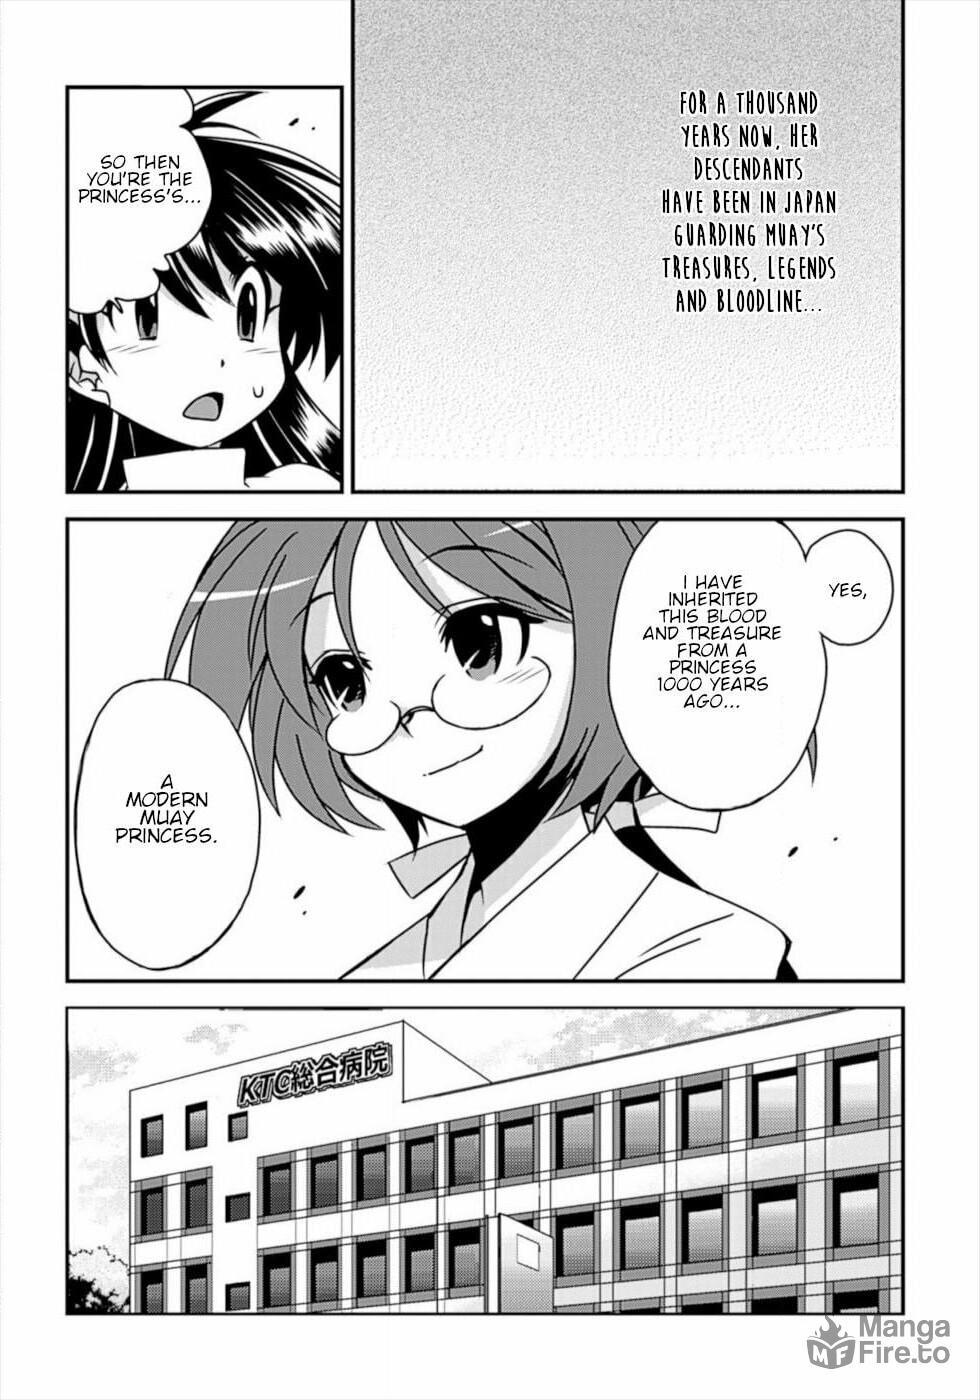 FOR A THOUSAND
YEARS NOW, HER
DESCENDANTS
HAVE BEEN IN JAPAN
GUARDING MUAY'S
TREASURES, LEGENDS
AND BLOODLINE...
SO THEN
YOU'RE THE
PRINCESS'S...
YES,
I HAVE
INHERITED
THIS BLOOD
AND TREASURE
FROM A
PRINCESS
1000 YEARS
AGO...
A
MODERN
MUAY
PRINCESS.
KTC総合病院
MF
Manga
Fire.to